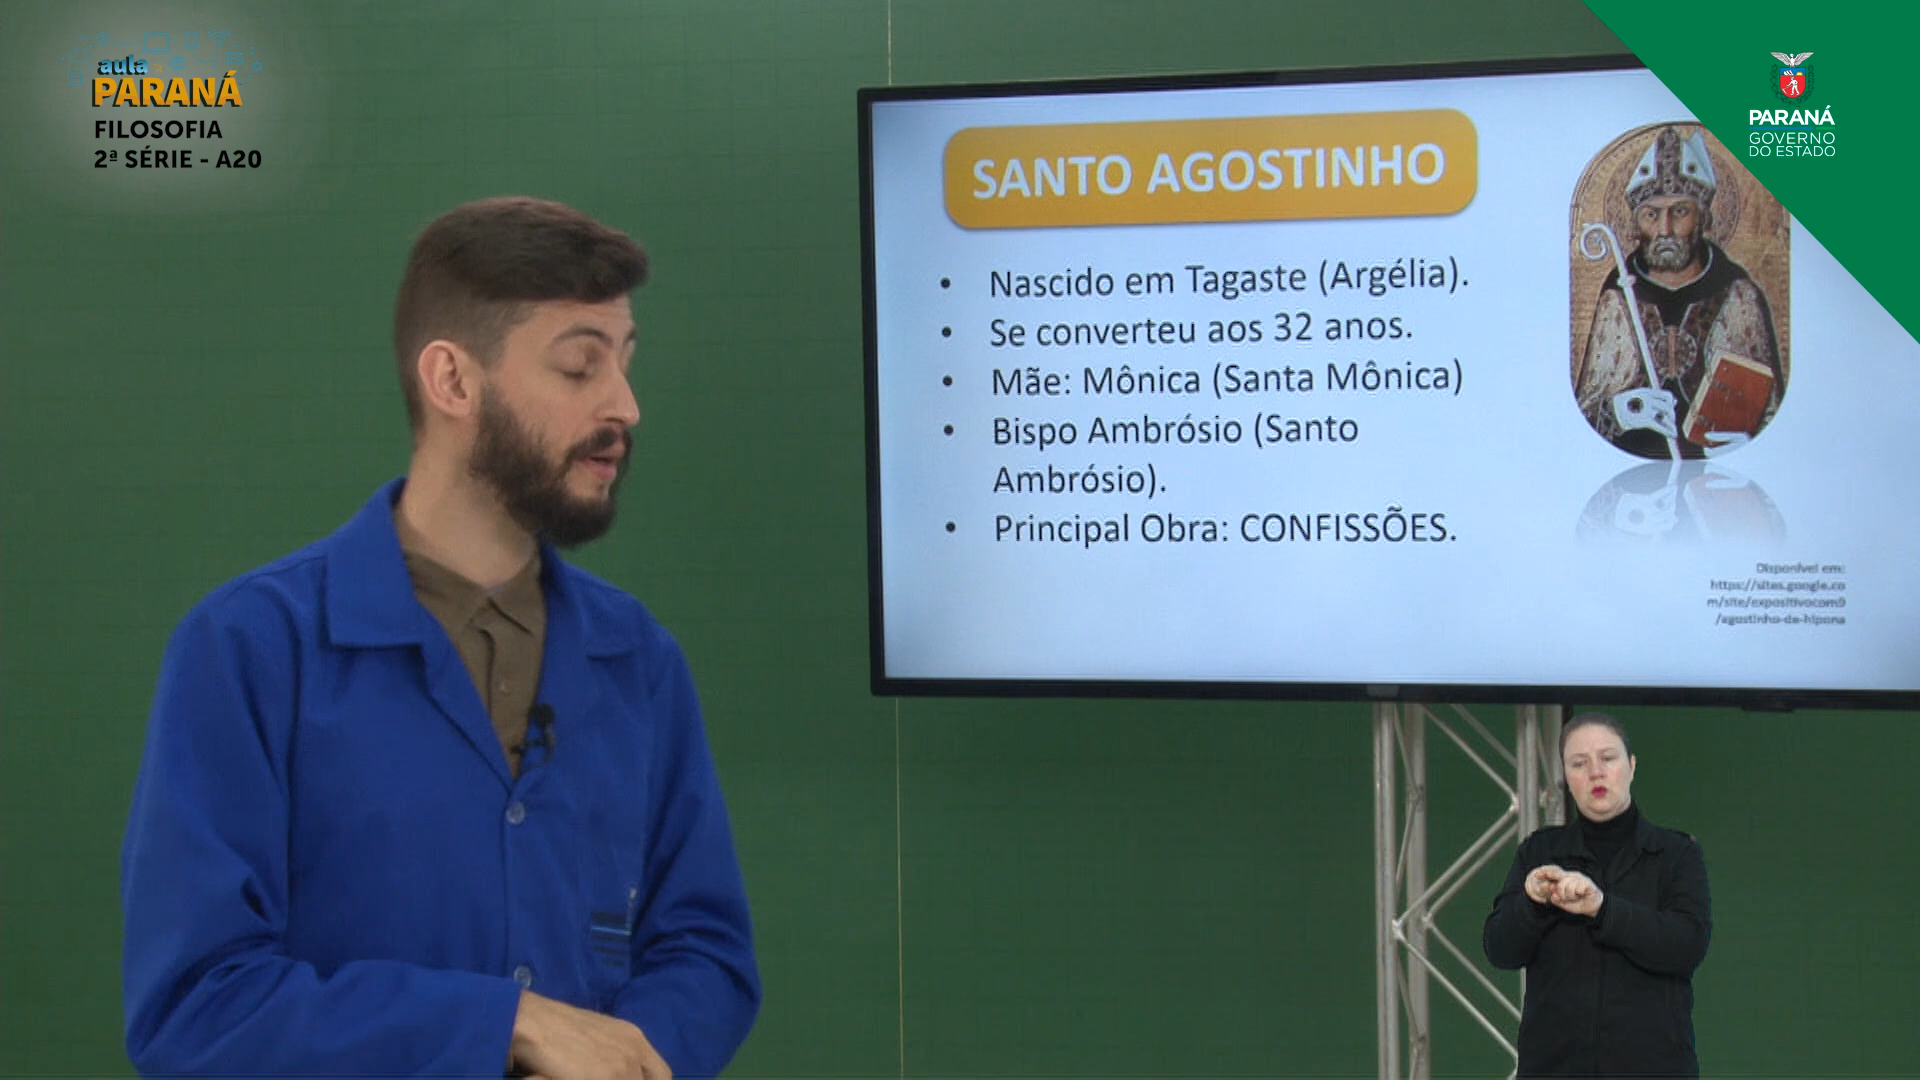 aula
PARANÁ
FILOSOFIA
2ª SÉRIE - A20
PARANÁ
GOVERNO
DO ESTADO
SANTO AGOSTINHO
• Nascido em Tagaste (Argélia).
• Se converteu aos 32 anos.
• Mãe: Mônica (Santa Mônica)
• Bispo Ambrósio (Santo
Ambrósio).
• Principal Obra: CONFISSÕES.
Disponível em:
https://sites.google.co
m/site/expositivocom9
/agostinho-de-hipona